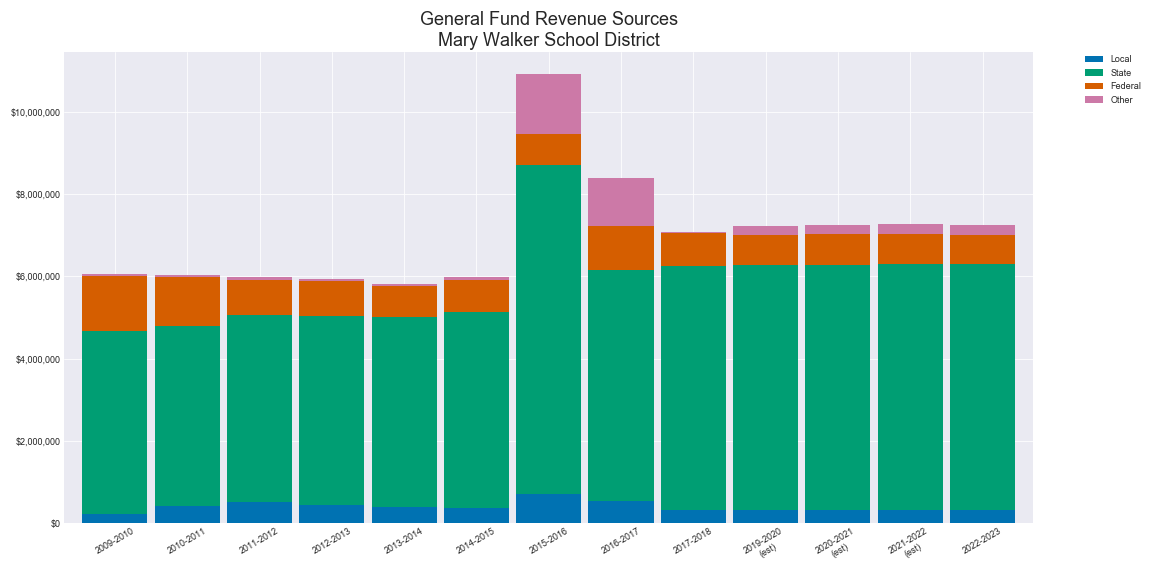 General Fund Revenue Sources
Mary Walker School District
Local
State
Federal
Other
$10,000,000
$8,000,000
$6,000,000
$4,000,000
$2,000,000
$0
2009-2010
2010-2011
2011-2012
2012-2013
2013-2014
2014-2015
2015-2016
2016-2017
2017-2018
2019-2020
(est)
2020-2021
(est)
2021-2022
(est)
2022-2023